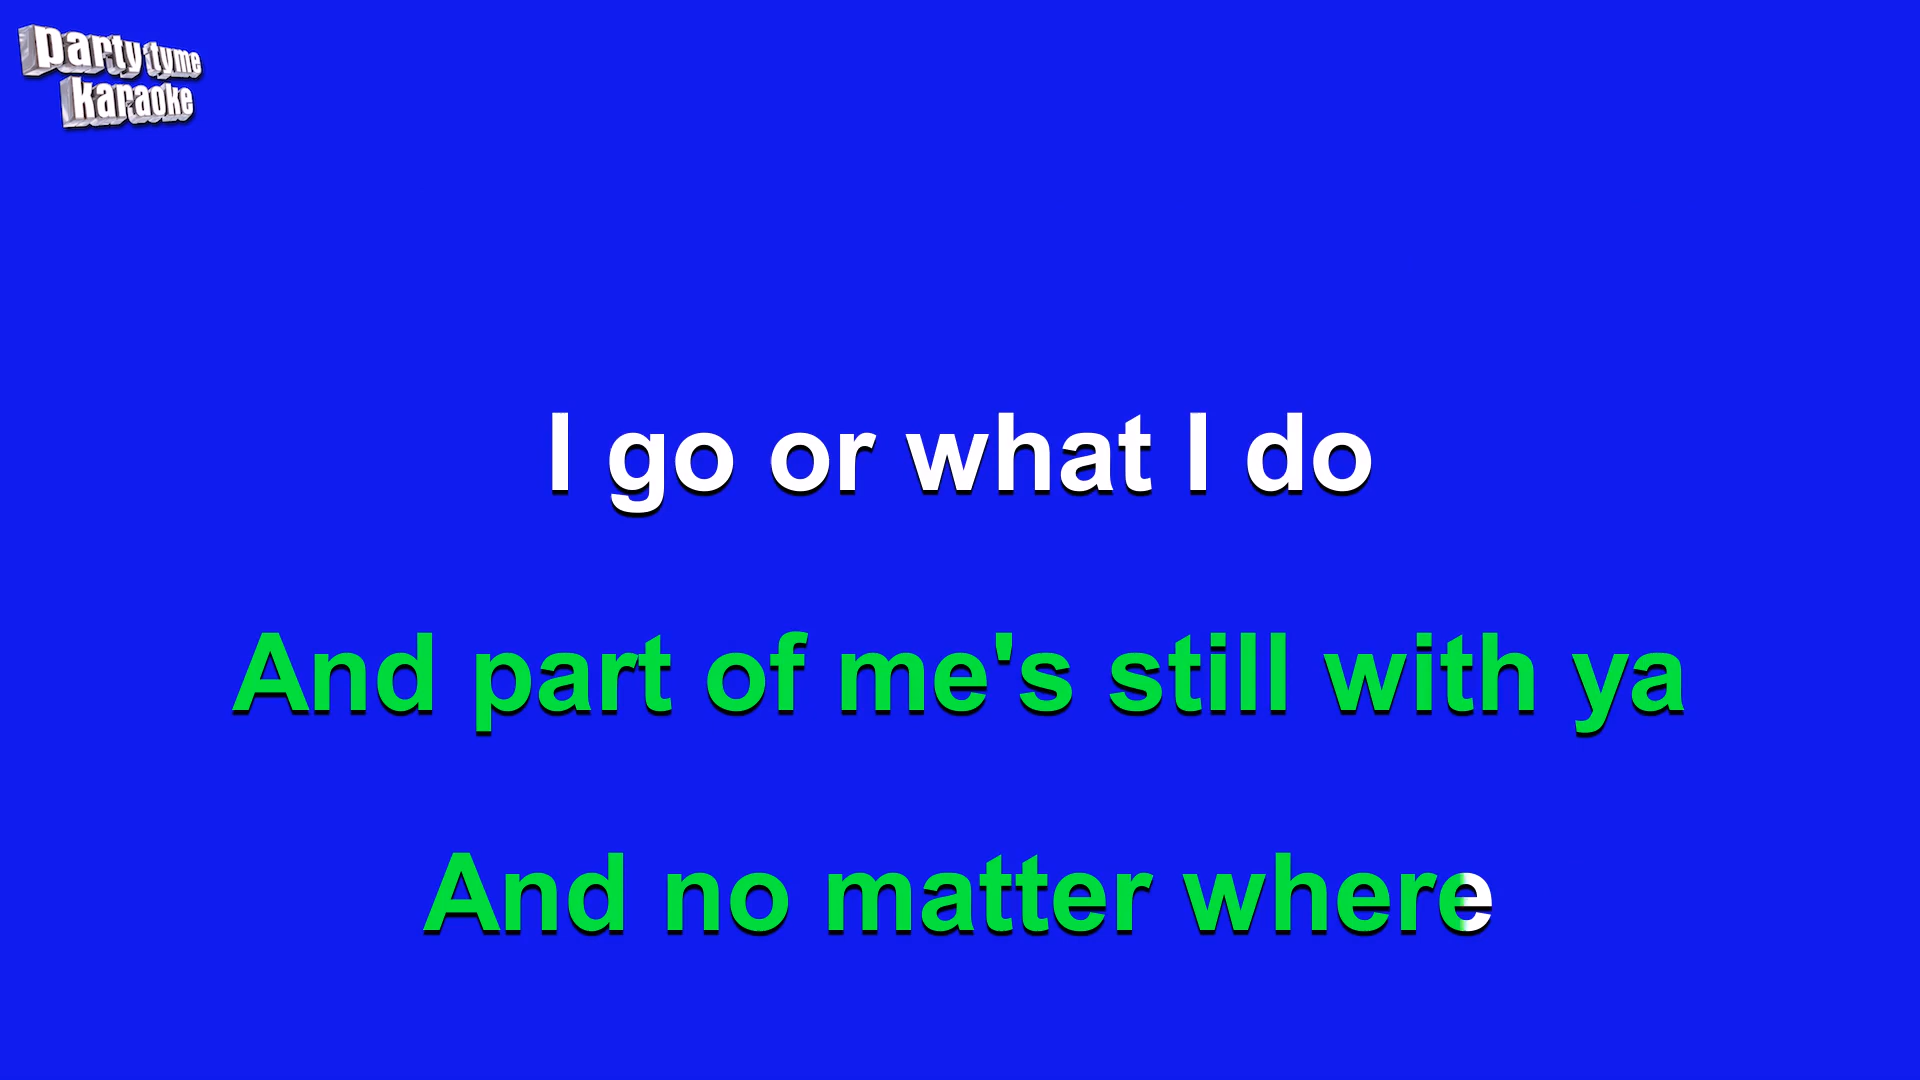 party tyme
karaoke
I go or what I do
And part of me's still with ya
And no matter where